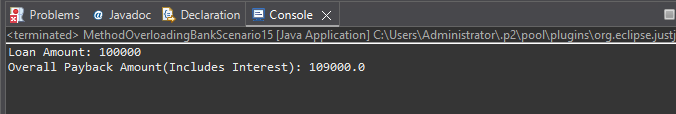 Problems Javadoc Declaration Console
<terminated> MethodOverloadingBankScenario15 [Java Application] C:\Users\Administrator\.p2\pool\plugins\org.eclipse.justj
Loan Amount: 100000
Overall Payback Amount(Includes Interest): 109000.0